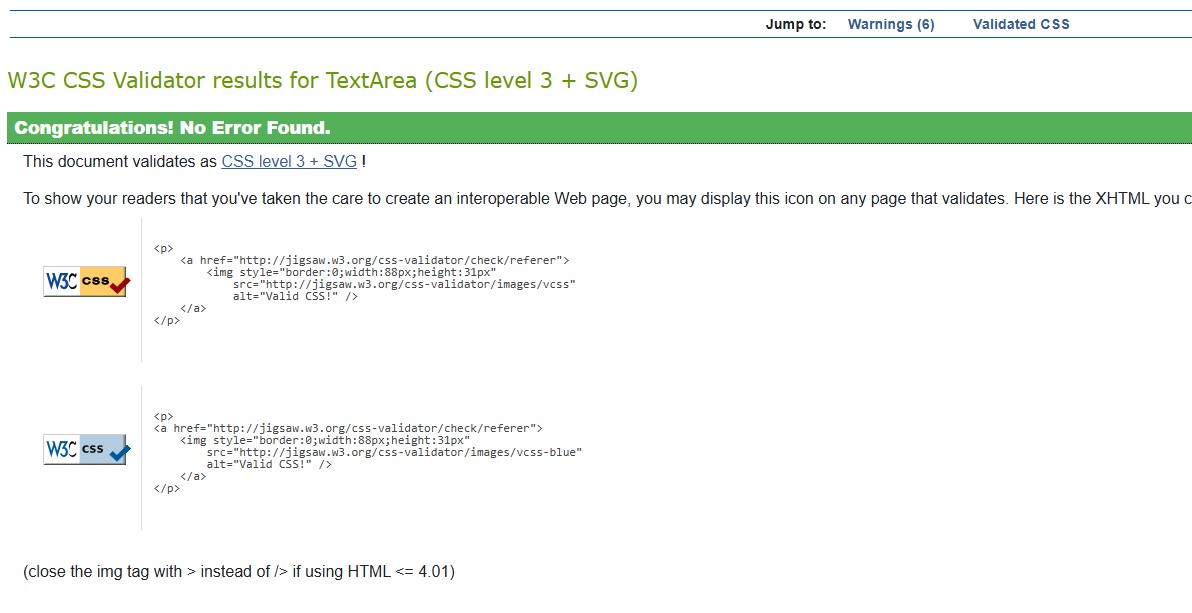 Jump to: Warnings (6) Validated CSS
W3C CSS Validator results for TextArea (CSS level 3 + SVG)
Congratulations! No Error Found.
This document validates as CSS level 3 + SVG !
To show your readers that you've taken the care to create an interoperable Web page, you may display this icon on any page that validates. Here is the XHTML you c
W3C css
<p>
<a href="http://jigsaw.w3.org/css-validator/check/referer">
<img style="border:0;width:88px;height:31px"
src="http://jigsaw.w3.org/css-validator/images/vcss"
alt="Valid CSS!" />
</a>
</p>
W3C css
<p>
<a href="http://jigsaw.w3.org/css-validator/check/referer">
<img style="border:0;width:88px;height:31px"
src="http://jigsaw.w3.org/css-validator/images/vcss-blue"
alt="Valid CSS!" />
</a>
</p>
(close the img tag with > instead of /> if using HTML <= 4.01)